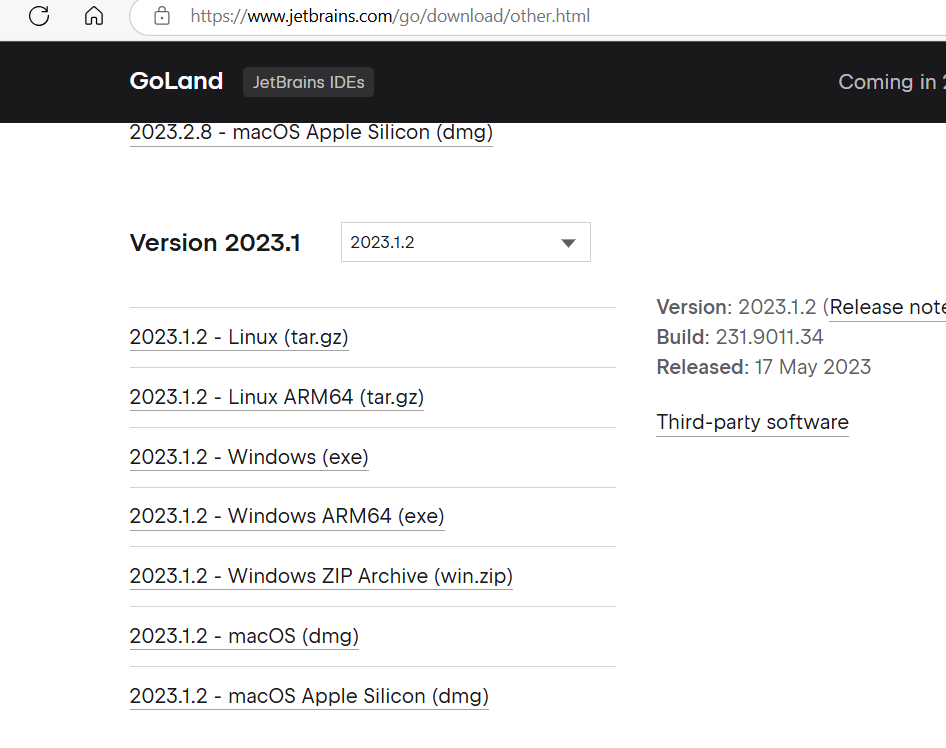 https://www.jetbrains.com/go/download/other.html
GoLand JetBrains IDEs Coming in
2023.2.8 - macOS Apple Silicon (dmg)
Version 2023.1 2023.1.2
2023.1.2 - Linux (tar.gz)
2023.1.2 - Linux ARM64 (tar.gz)
2023.1.2 - Windows (exe)
2023.1.2 - Windows ARM64 (exe)
2023.1.2 - Windows ZIP Archive (win.zip)
2023.1.2 - macOS (dmg)
2023.1.2 - macOS Apple Silicon (dmg)
Version: 2023.1.2 (Release note
Build: 231.9011.34
Released: 17 May 2023
Third-party software